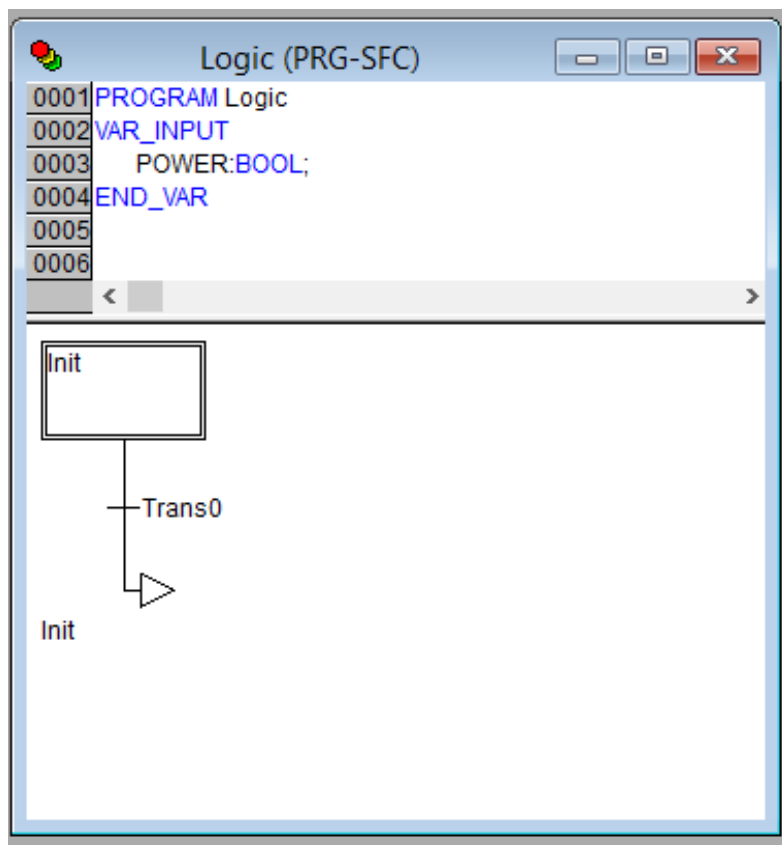 Logic (PRG-SFC)
0001 PROGRAM Logic
0002 VAR_INPUT
0003 POWER:BOOL;
0004 END_VAR
0005
0006
Init
Trans0
Init